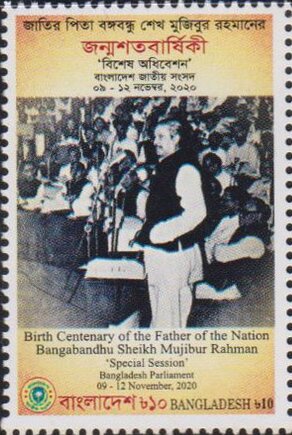 জাতির পিতা বঙ্গবন্ধু শেখ মুজিবুর রহমানের
জন্মশতবার্ষিকী
‘বিশেষ অধিবেশন’
বাংলাদেশ জাতীয় সংসদ
০৯ - ১২ নভেম্বর, ২০২০
Birth Centenary of the Father of the Nation
Bangabandhu Sheikh Mujibur Rahman
‘Special Session’
Bangladesh Parliament
09 - 12 November, 2020
বাংলাদেশ ৳১০ BANGLADESH ৳10